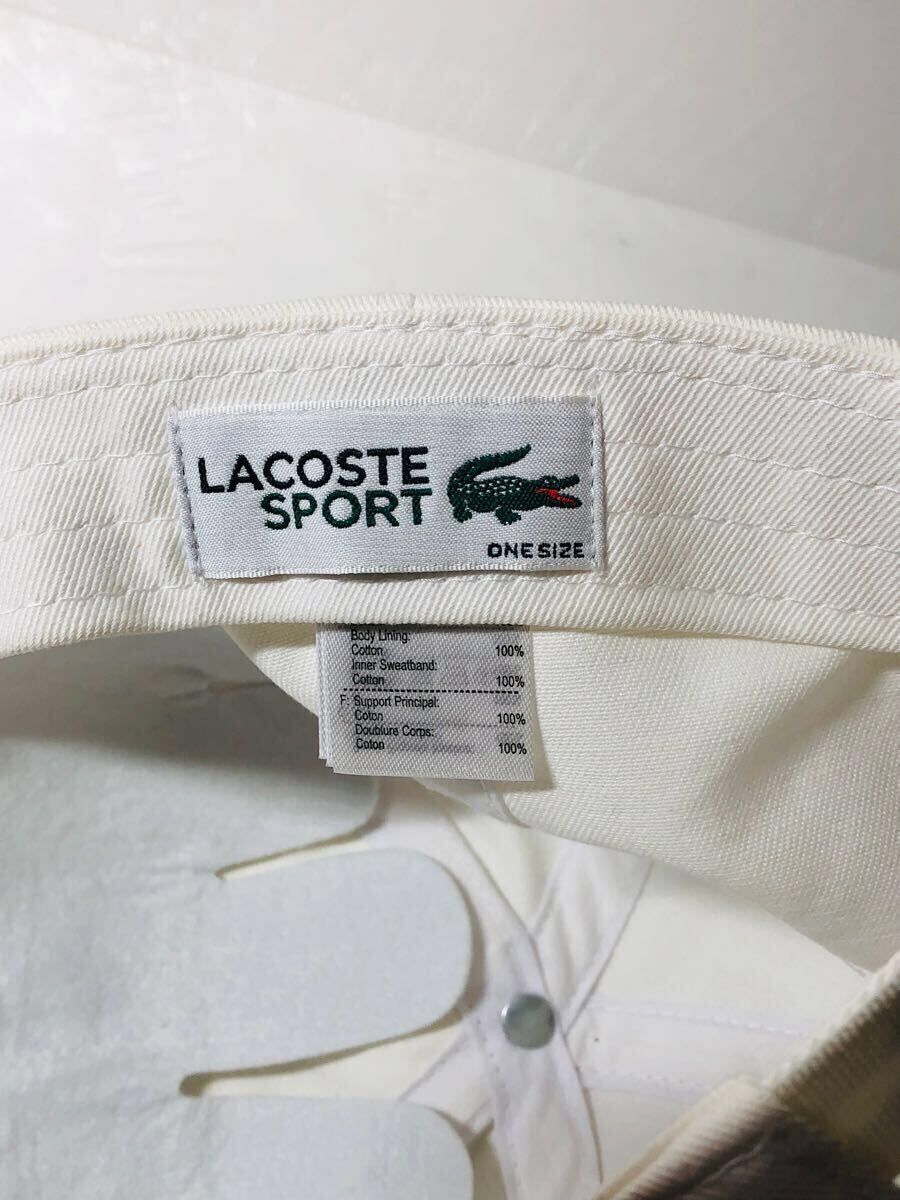 LACOSTE
SPORT
ONE SIZE
Body Lining:
Cotton 100%
Inner Sweatband:
Cotton 100%
F: Support Principal:
Coton 100%
Doublure Corps:
Coton 100%